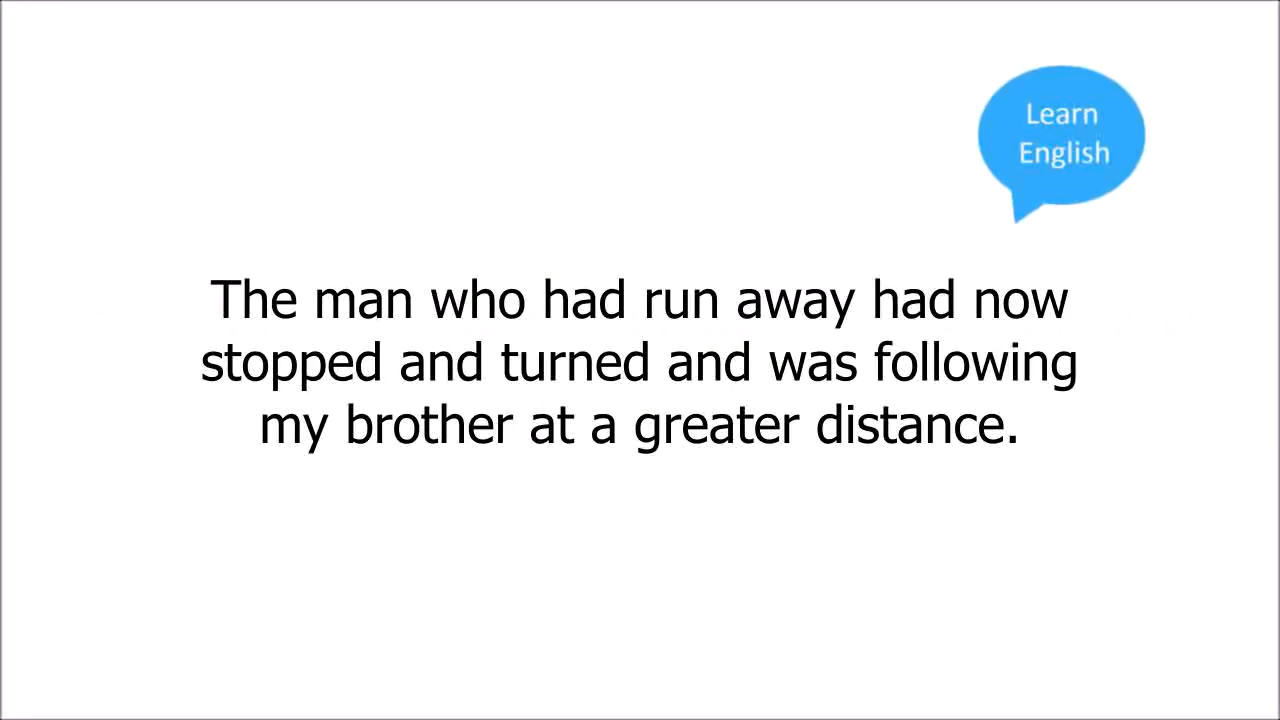 Learn
English
The man who had run away had now
stopped and turned and was following
my brother at a greater distance.